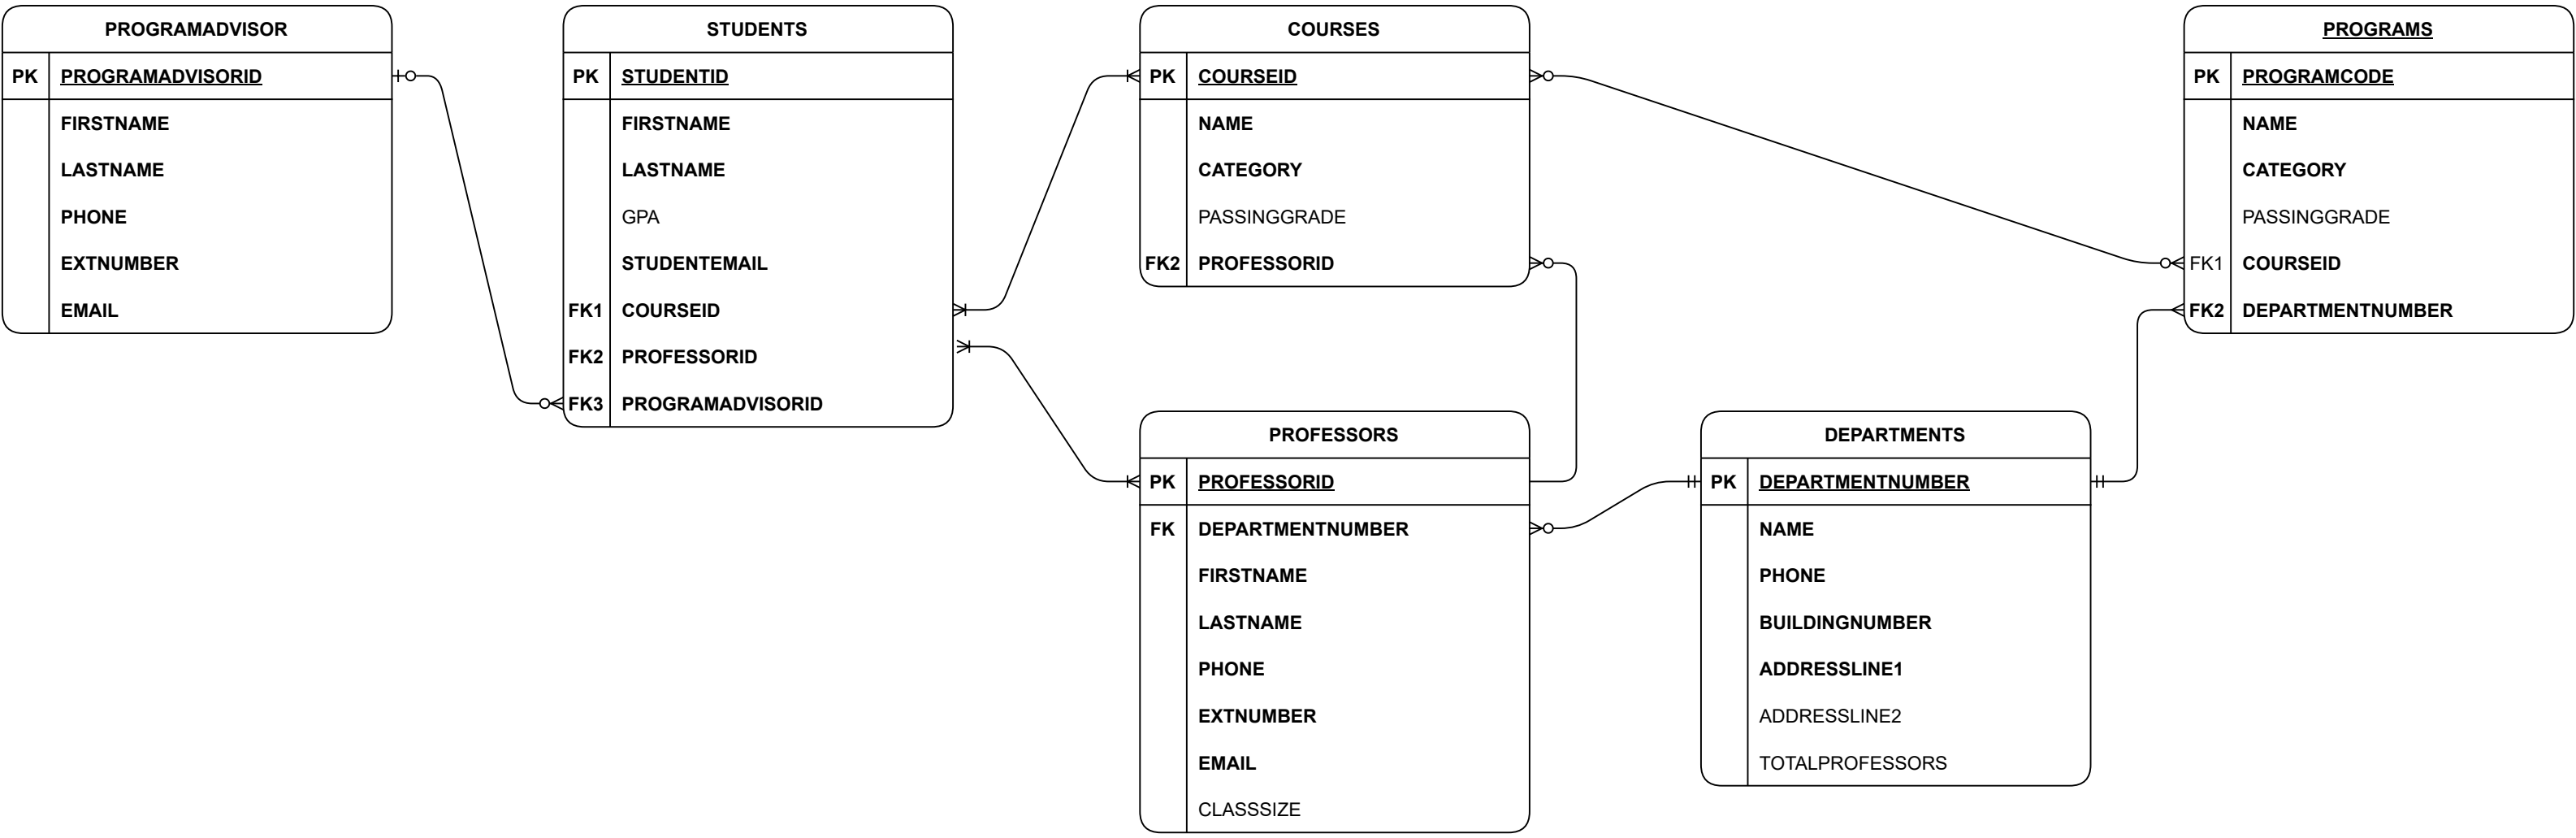 PROGRAMADVISOR
PK PROGRAMADVISORID
FIRSTNAME
LASTNAME
PHONE
EXTNUMBER
EMAIL
STUDENTS
PK STUDENTID
FIRSTNAME
LASTNAME
GPA
STUDENTEMAIL
FK1 COURSEID
FK2 PROFESSORID
FK3 PROGRAMADVISORID
COURSES
PK COURSEID
NAME
CATEGORY
PASSINGGRADE
FK2 PROFESSORID
PROGRAMS
PK PROGRAMCODE
NAME
CATEGORY
PASSINGGRADE
FK1 COURSEID
FK2 DEPARTMENTNUMBER
PROFESSORS
PK PROFESSORID
FK DEPARTMENTNUMBER
FIRSTNAME
LASTNAME
PHONE
EXTNUMBER
EMAIL
CLASSSIZE
DEPARTMENTS
PK DEPARTMENTNUMBER
NAME
PHONE
BUILDINGNUMBER
ADDRESSLINE1
ADDRESSLINE2
TOTALPROFESSORS